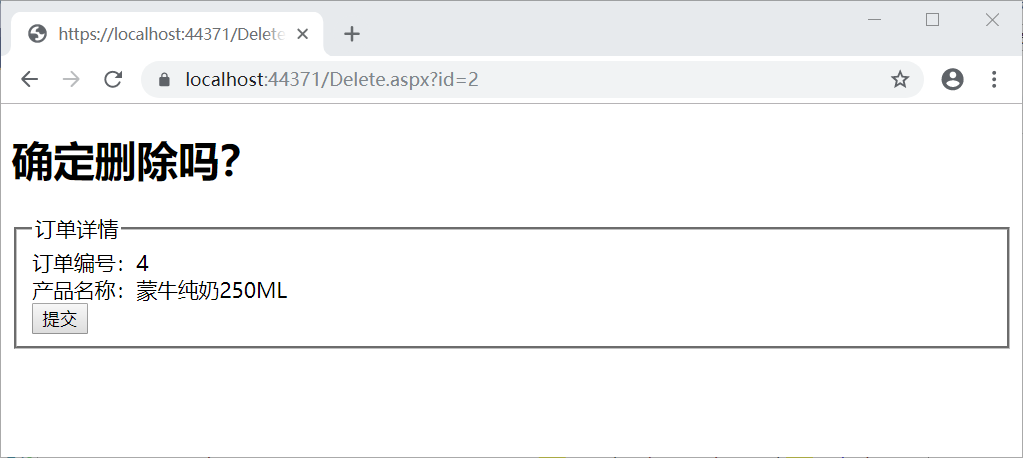 https://localhost:44371/Delete
localhost:44371/Delete.aspx?id=2
确定删除吗?
订单详情
订单编号：4
产品名称：蒙牛纯奶250ML
提交